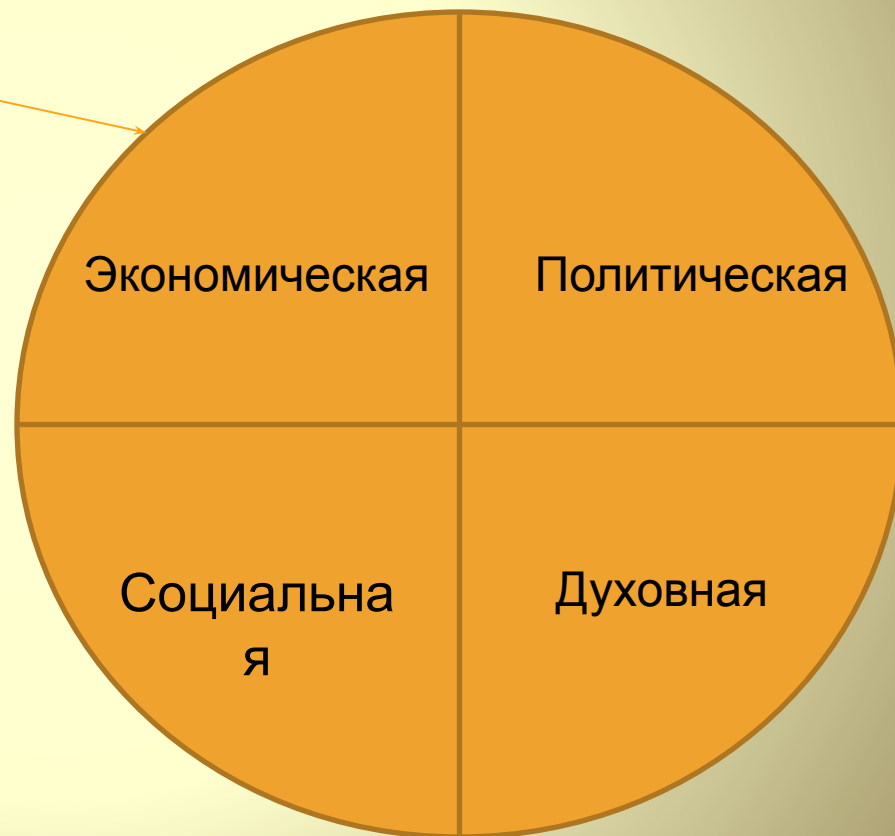 Экономическая
Политическая
Социальна
я
Духовная